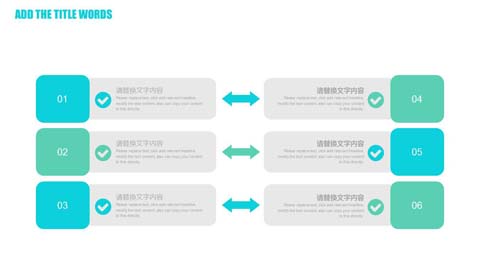 ADD THE TITLE WORDS
01
请替换文字内容
Please replace text, click add relevant headline,
modify the text content, also can copy your content
to this directly.
04
请替换文字内容
Please replace text, click add relevant headline,
modify the text content, also can copy your content
to this directly.
02
请替换文字内容
Please replace text, click add relevant headline,
modify the text content, also can copy your content
to this directly.
05
请替换文字内容
Please replace text, click add relevant headline,
modify the text content, also can copy your content
to this directly.
03
请替换文字内容
Please replace text, click add relevant headline,
modify the text content, also can copy your content
to this directly.
06
请替换文字内容
Please replace text, click add relevant headline,
modify the text content, also can copy your content
to this directly.